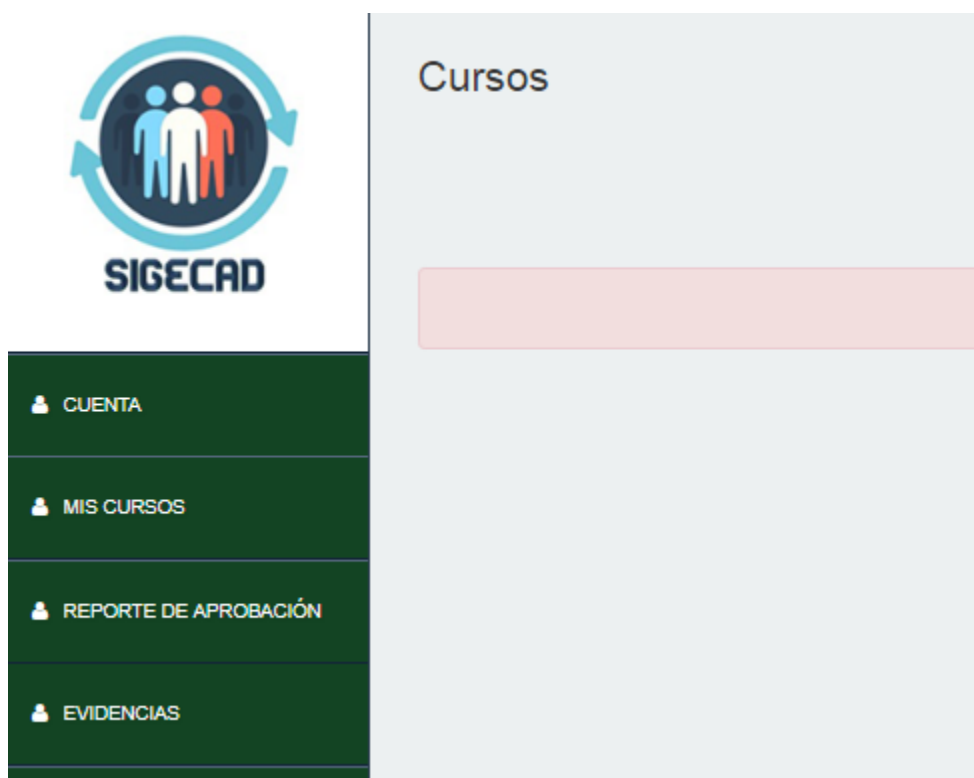 SIGECAD
CUENTA
MIS CURSOS
REPORTE DE APROBACIÓN
EVIDENCIAS
Cursos